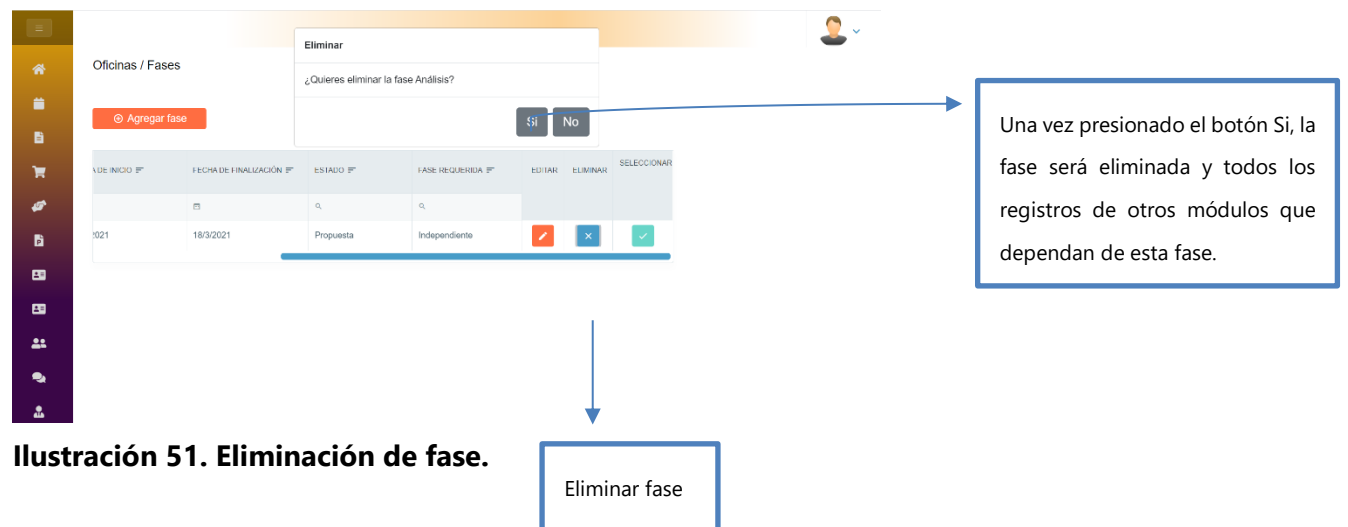 Eliminar
Oficinas / Fases
¿Quieres eliminar la fase Análisis?
Agregar fase
Si No
A DE INICIO FECHA DE FINALIZACIÓN ESTADO FASE REQUERIDA EDITAR ELIMINAR SELECCIONAR
2021 18/3/2021 Propuesta Independiente
Una vez presionado el botón Si, la
fase será eliminada y todos los
registros de otros módulos que
dependan de esta fase.
Ilustración 51. Eliminación de fase.
Eliminar fase